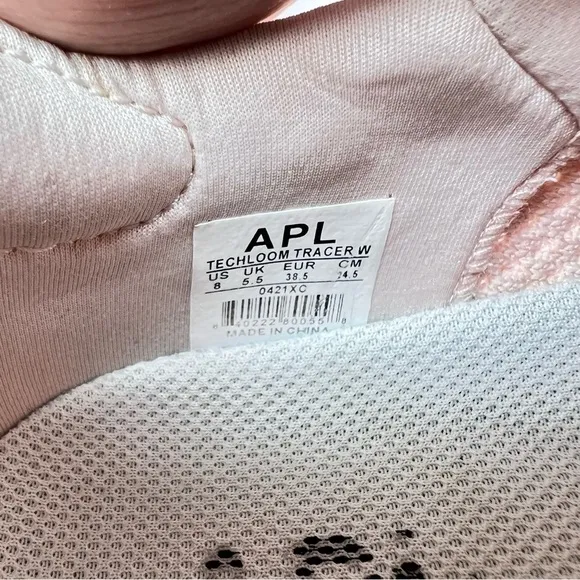 APL
TECHLOOM TRACER W
US UK EUR CM
8 5.5 38.5 24.5
0421XC
MADE IN CHINA